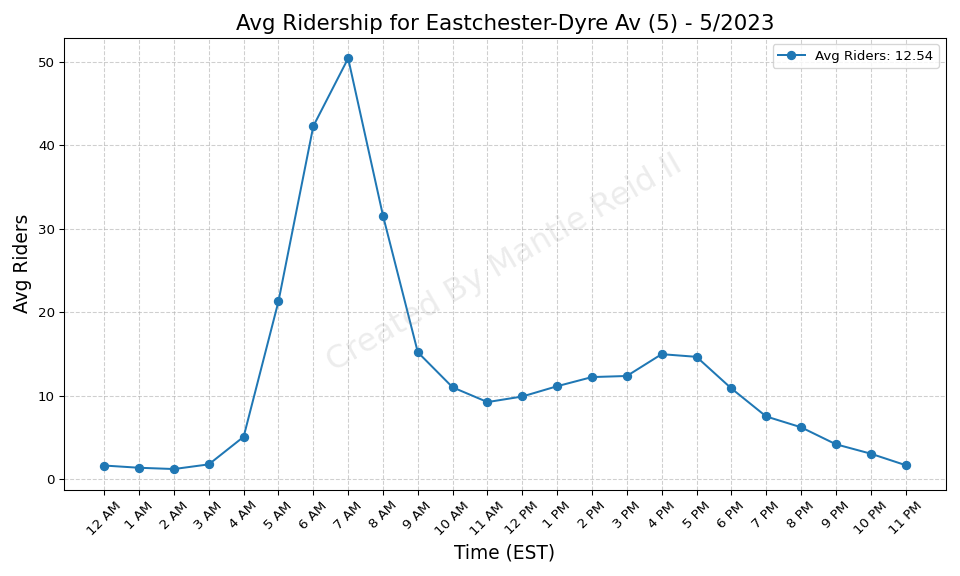 Avg Ridership for Eastchester-Dyre Av (5) - 5/2023
Avg Riders: 12.54
Avg Riders
50
40
30
20
10
0
Created By Mantle Reid II
12 AM
1 AM
2 AM
3 AM
4 AM
5 AM
6 AM
7 AM
8 AM
9 AM
10 AM
11 AM
12 PM
1 PM
2 PM
3 PM
4 PM
5 PM
6 PM
7 PM
8 PM
9 PM
10 PM
11 PM
Time (EST)